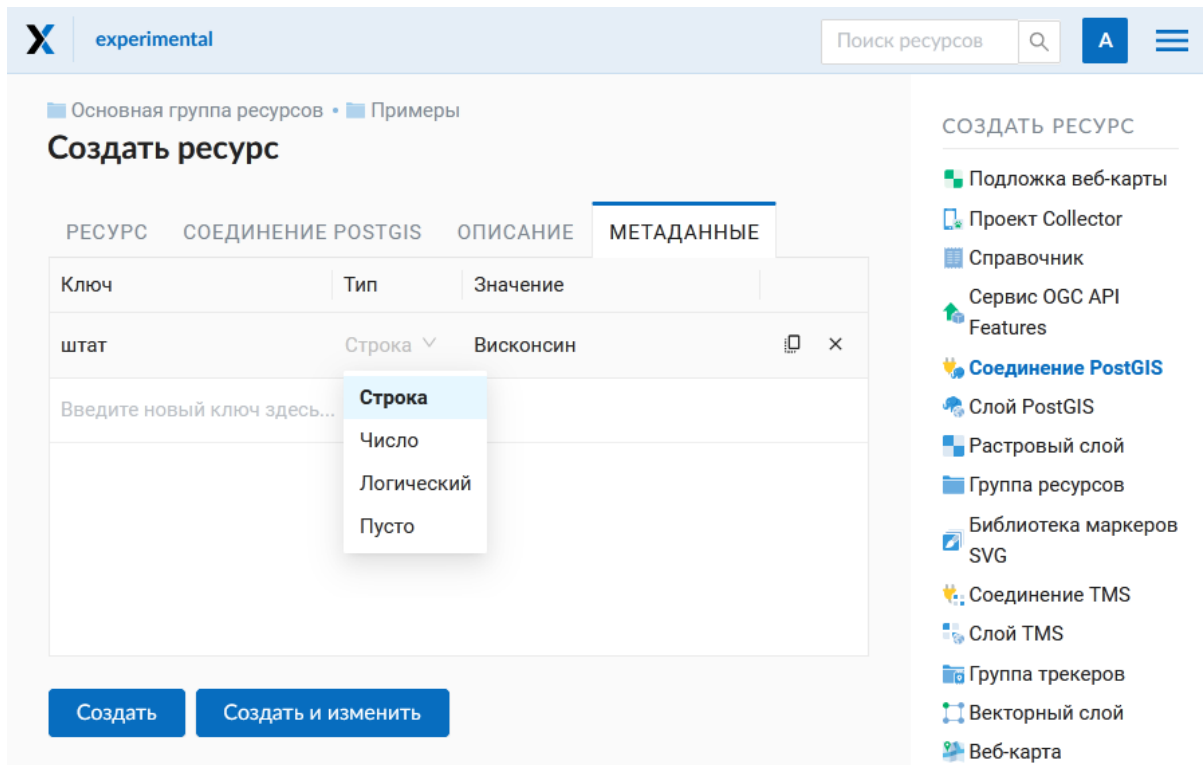 experimental
Поиск ресурсов
A
Основная группа ресурсов • Примеры
Создать ресурс
РЕСУРС СОЕДИНЕНИЕ POSTGIS ОПИСАНИЕ МЕТАДАННЫЕ
Ключ Тип Значение
штат Строка Висконсин
Введите новый ключ здесь...
Строка
Число
Логический
Пусто
Создать Создать и изменить
СОЗДАТЬ РЕСУРС
Подложка веб-карты
Проект Collector
Справочник
Сервис OGC API
Features
Соединение PostGIS
Слой PostGIS
Растровый слой
Группа ресурсов
Библиотека маркеров
SVG
Соединение TMS
Слой TMS
Группа трекеров
Векторный слой
Веб-карта